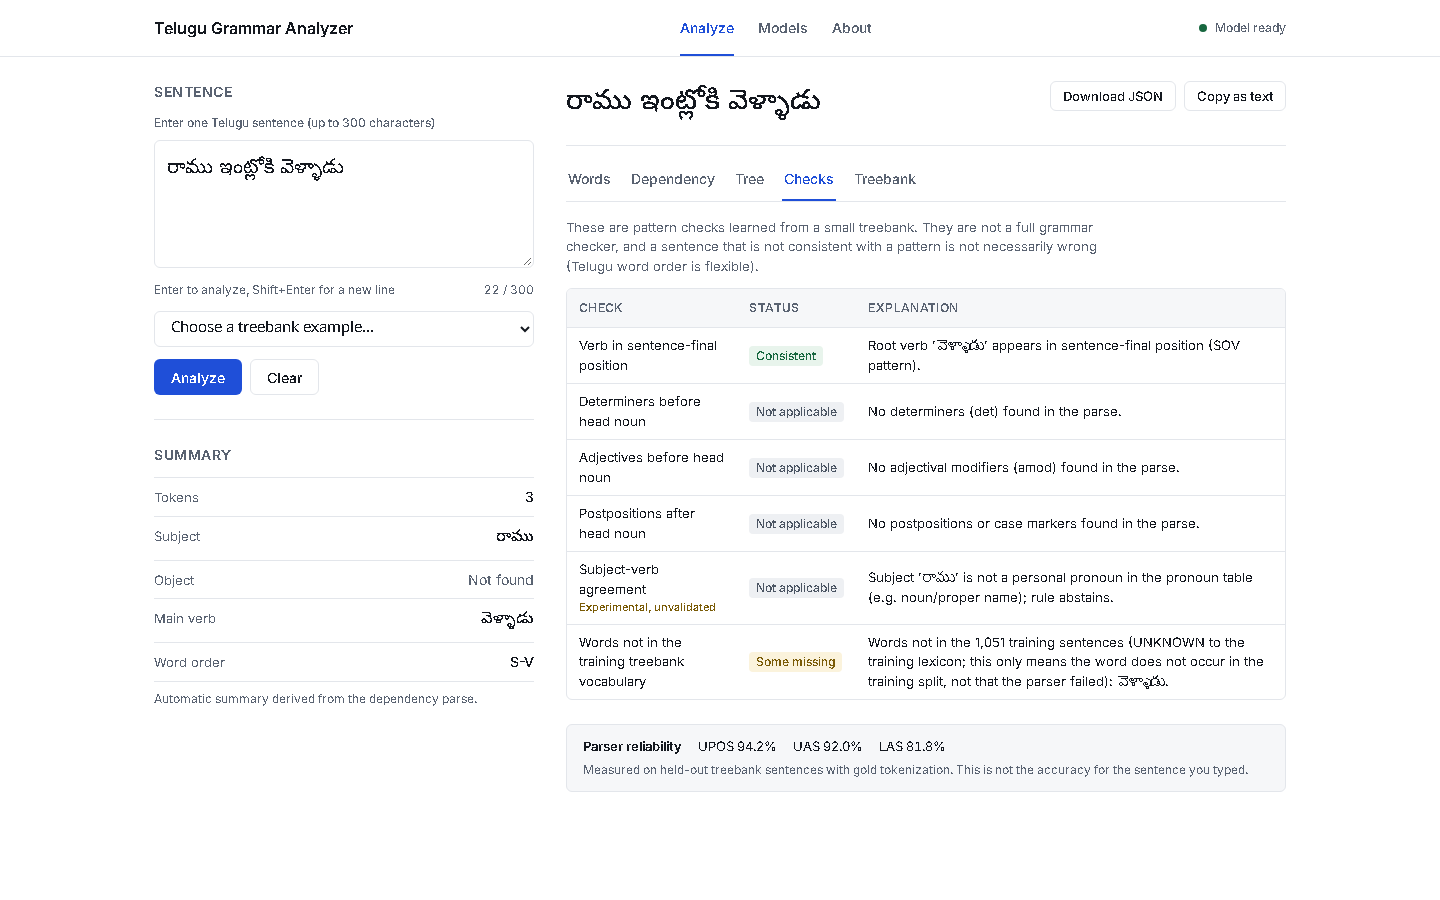 Telugu Grammar Analyzer
Analyze
Models
About
Model ready
SENTENCE
Enter one Telugu sentence (up to 300 characters)
రాము ఇంట్లోకి వెళ్ళాడు
Enter to analyze, Shift+Enter for a new line
22 / 300
Choose a treebank example...
Analyze
Clear
SUMMARY
Tokens 3
Subject రాము
Object Not found
Main verb వెళ్ళాడు
Word order S-V
Automatic summary derived from the dependency parse.
రాము ఇంట్లోకి వెళ్ళాడు
Download JSON
Copy as text
Words
Dependency
Tree
Checks
Treebank
These are pattern checks learned from a small treebank. They are not a full grammar
checker, and a sentence that is not consistent with a pattern is not necessarily wrong
(Telugu word order is flexible).
CHECK STATUS EXPLANATION
Verb in sentence-final
position
Consistent
Root verb 'వెళ్ళాడు' appears in sentence-final position (SOV
pattern).
Determiners before
head noun
Not applicable
No determiners (det) found in the parse.
Adjectives before head
noun
Not applicable
No adjectival modifiers (amod) found in the parse.
Postpositions after
head noun
Not applicable
No postpositions or case markers found in the parse.
Subject-verb
agreement
Experimental, unvalidated
Not applicable
Subject 'రాము' is not a personal pronoun in the pronoun table
(e.g. noun/proper name); rule abstains.
Words not in the
training treebank
vocabulary
Some missing
Words not in the 1,051 training sentences (UNKNOWN to the
training lexicon; this only means the word does not occur in the
training split, not that the parser failed): వెళ్ళాడు.
Parser reliability UPOS 94.2% UAS 92.0% LAS 81.8%
Measured on held-out treebank sentences with gold tokenization. This is not the accuracy for the sentence you typed.